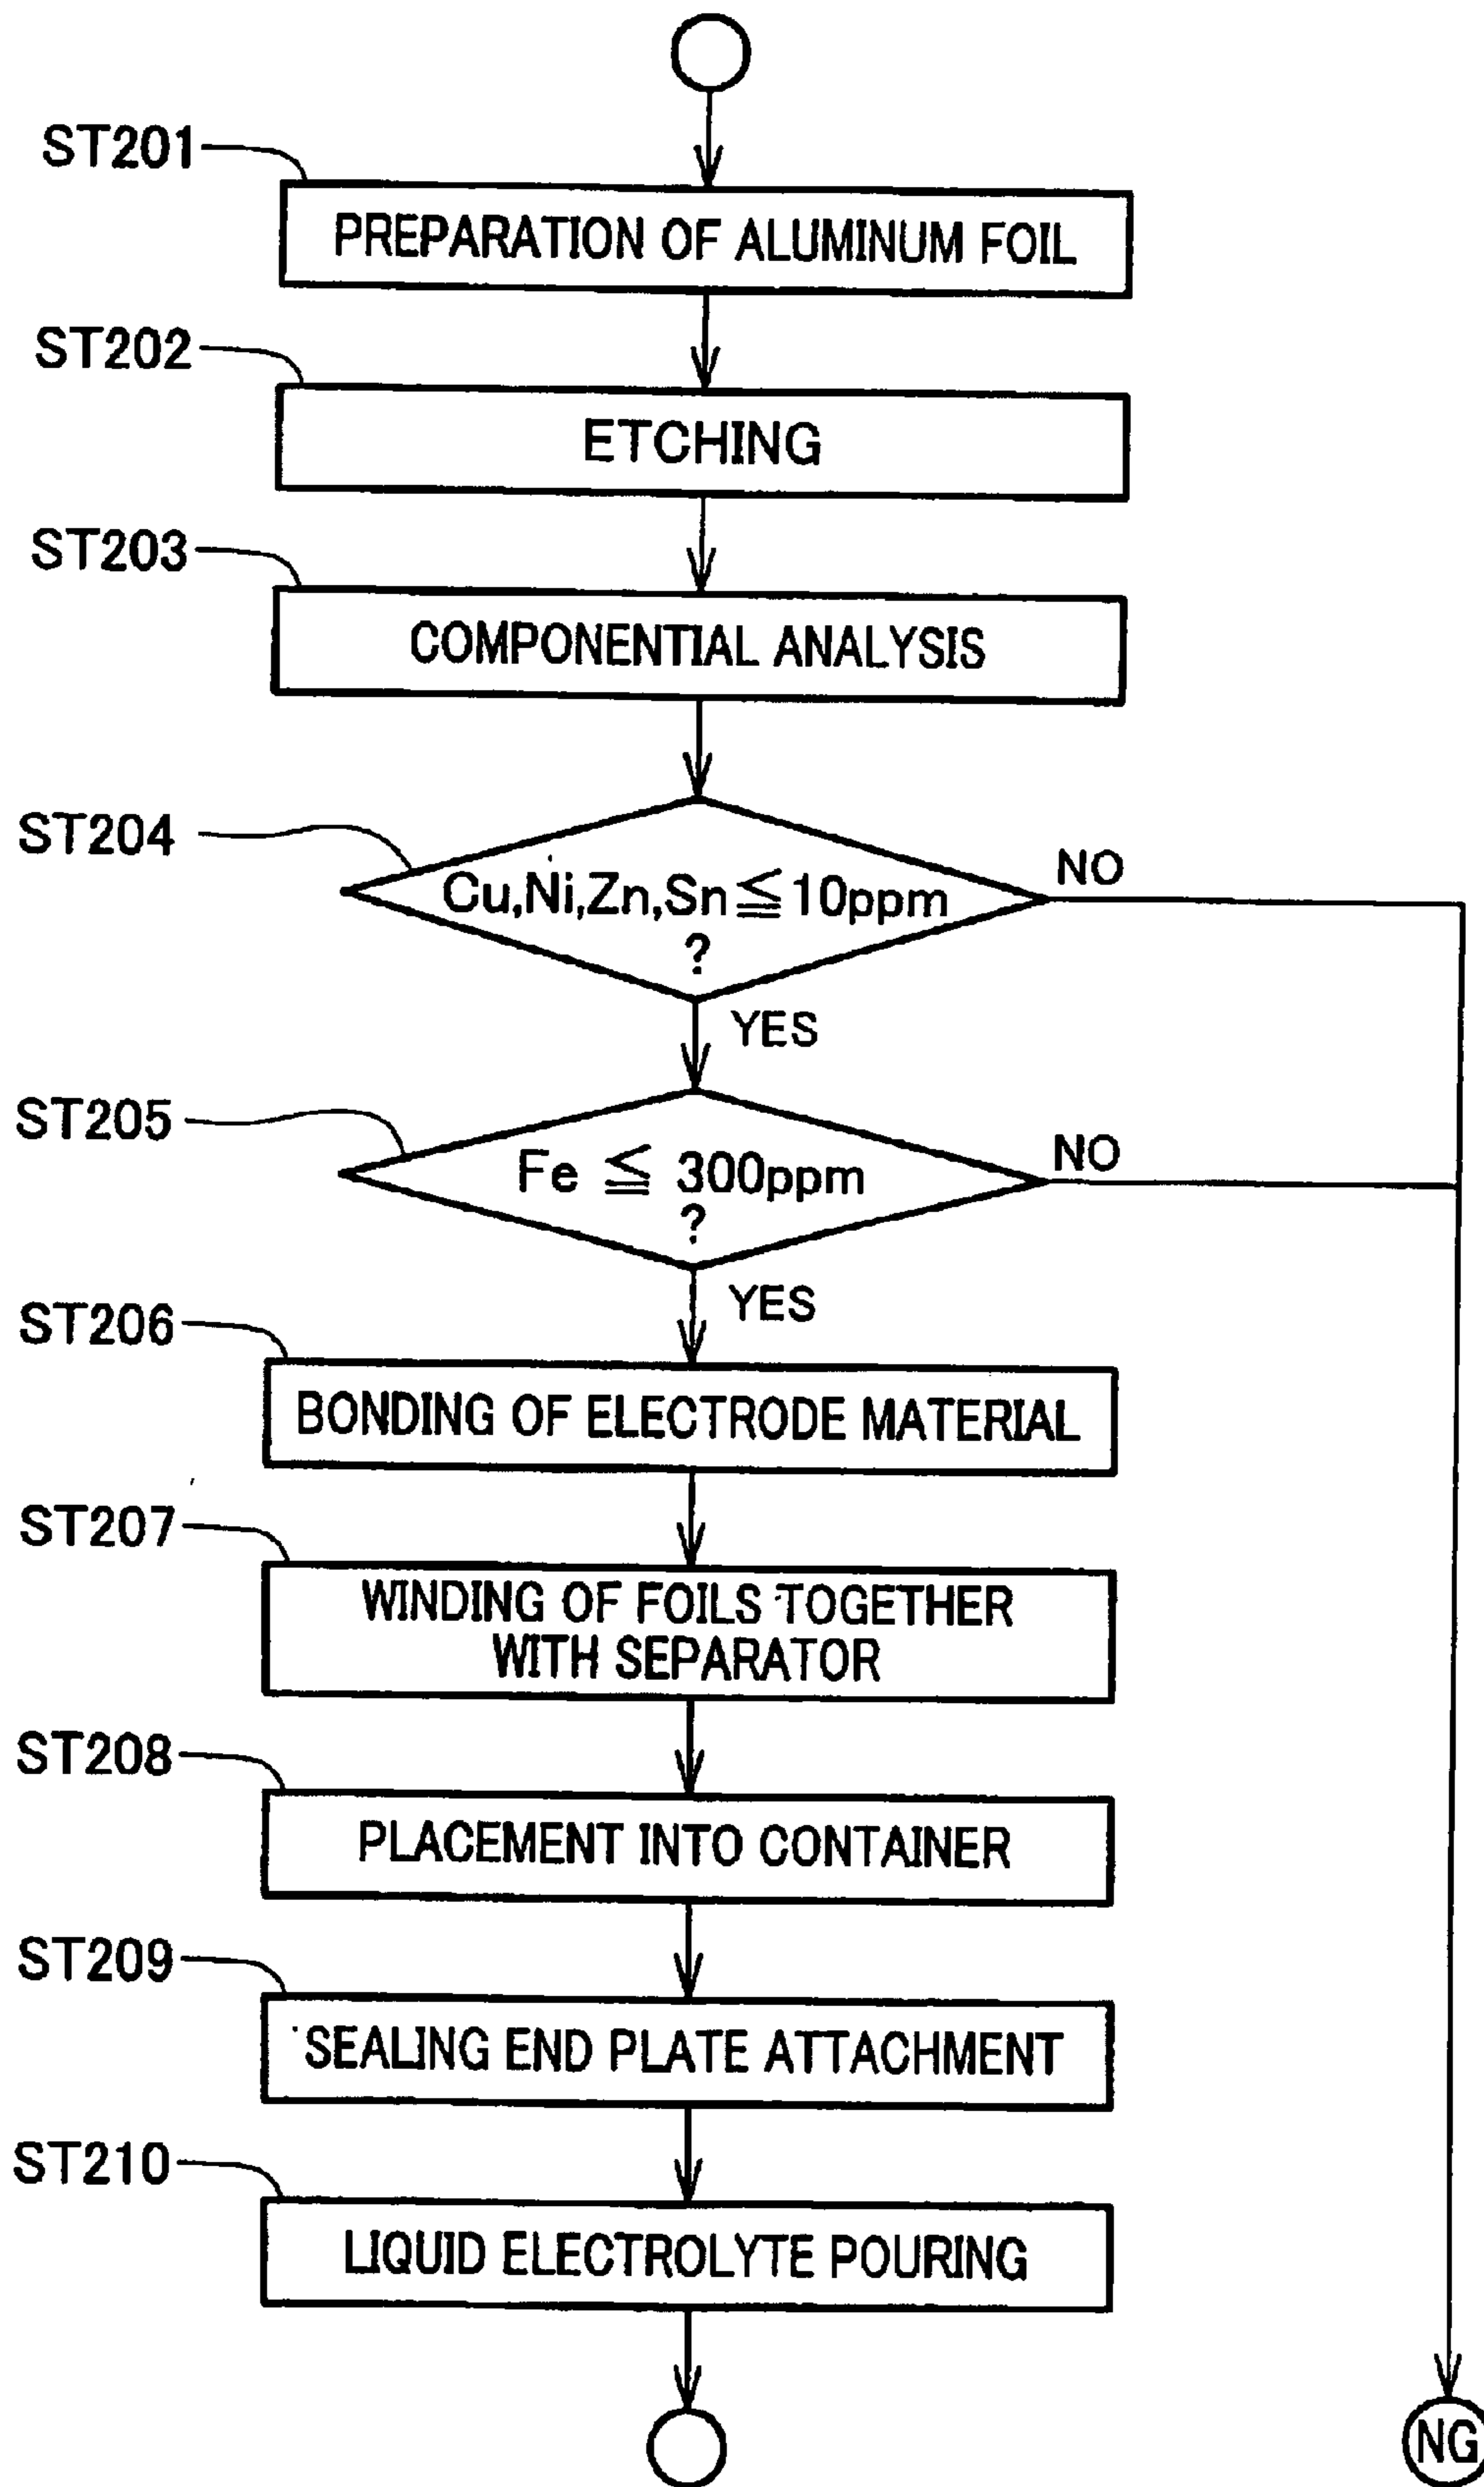 ST201
PREPARATION OF ALUMINUM FOIL
ST202
ETCHING
ST203
COMPONENTIAL ANALYSIS
ST204
Cu,Ni,Zn,Sn≦10ppm
?
NO
YES
ST205
Fe ≦ 300ppm
?
NO
YES
ST206
BONDING OF ELECTRODE MATERIAL
ST207
WINDING OF FOILS TOGETHER
WITH SEPARATOR
ST208
PLACEMENT INTO CONTAINER
ST209
SEALING END PLATE ATTACHMENT
ST210
LIQUID ELECTROLYTE POURING
NG